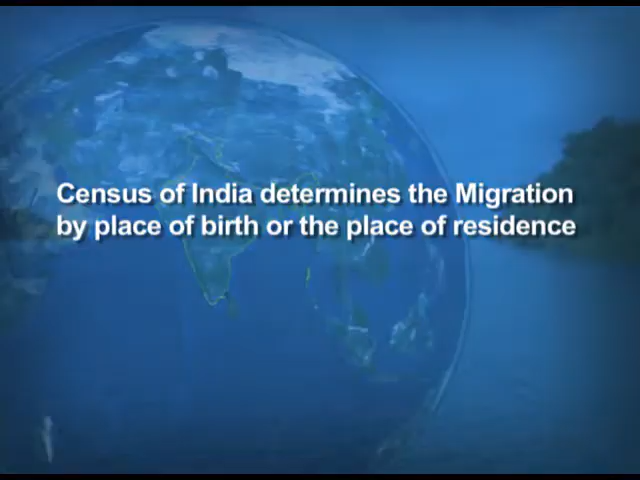 Census of India determines the Migration
by place of birth or the place of residence